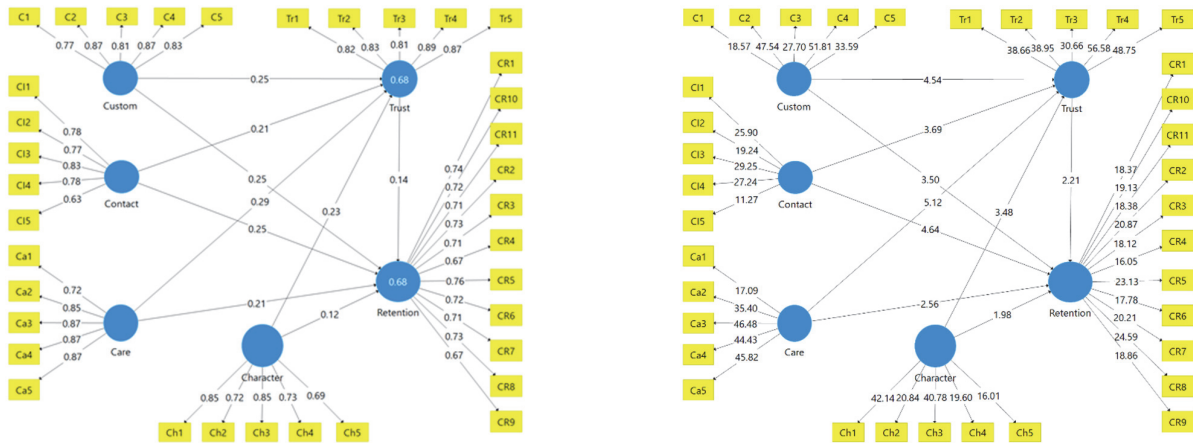 C1 C2 C3 C4 C5 Tr1 Tr2 Tr3 Tr4 Tr5
0.77 0.87 0.81 0.87 0.83 0.82 0.83 0.81 0.89 0.87
Custom
0.25
0.68
Trust
CI1
CI2
CI3
CI4
CI5
0.78
0.77
0.83
0.78
0.63
Contact
0.21
0.25
0.29
0.25
0.23
0.14
Ca1
Ca2
Ca3
Ca4
Ca5
0.72
0.85
0.87
0.87
0.87
Care
0.21
0.12
0.68
Retention
Character
0.85 0.72 0.85 0.73 0.69
Ch1 Ch2 Ch3 Ch4 Ch5
0.74
0.72
0.71
0.73
0.71
0.67
0.76
0.72
0.71
0.73
0.67
CR1
CR10
CR11
CR2
CR3
CR4
CR5
CR6
CR7
CR8
CR9
C1 C2 C3 C4 C5 Tr1 Tr2 Tr3 Tr4 Tr5
18.57 47.54 27.70 51.81 33.59 38.66 38.95 30.66 56.58 48.75
Custom
4.54
Trust
CI1
CI2
CI3
CI4
CI5
25.90
19.24
29.25
27.24
11.27
Contact
3.69
3.50
5.12
4.64
3.48
2.21
Ca1
Ca2
Ca3
Ca4
Ca5
17.09
35.40
46.48
44.43
45.82
Care
2.56
1.98
Retention
Character
42.14 20.84 40.78 19.60 16.01
Ch1 Ch2 Ch3 Ch4 Ch5
18.37
19.13
18.38
20.87
18.12
16.05
23.13
17.78
20.21
24.59
18.86
CR1
CR10
CR11
CR2
CR3
CR4
CR5
CR6
CR7
CR8
CR9